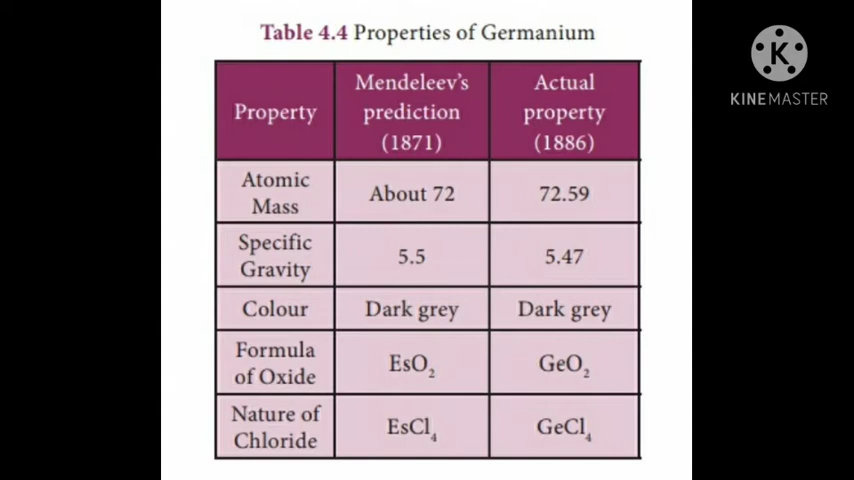 Table 4.4 Properties of Germanium
Property
Mendeleev's
prediction
(1871)
Actual
property
(1886)
Atomic
Mass
About 72
72.59
Specific
Gravity
5.5
5.47
Colour
Dark grey
Dark grey
Formula
of Oxide
EsO₂
GeO₂
Nature of
Chloride
EsCl₄
GeCl₄
K
KINEMASTER